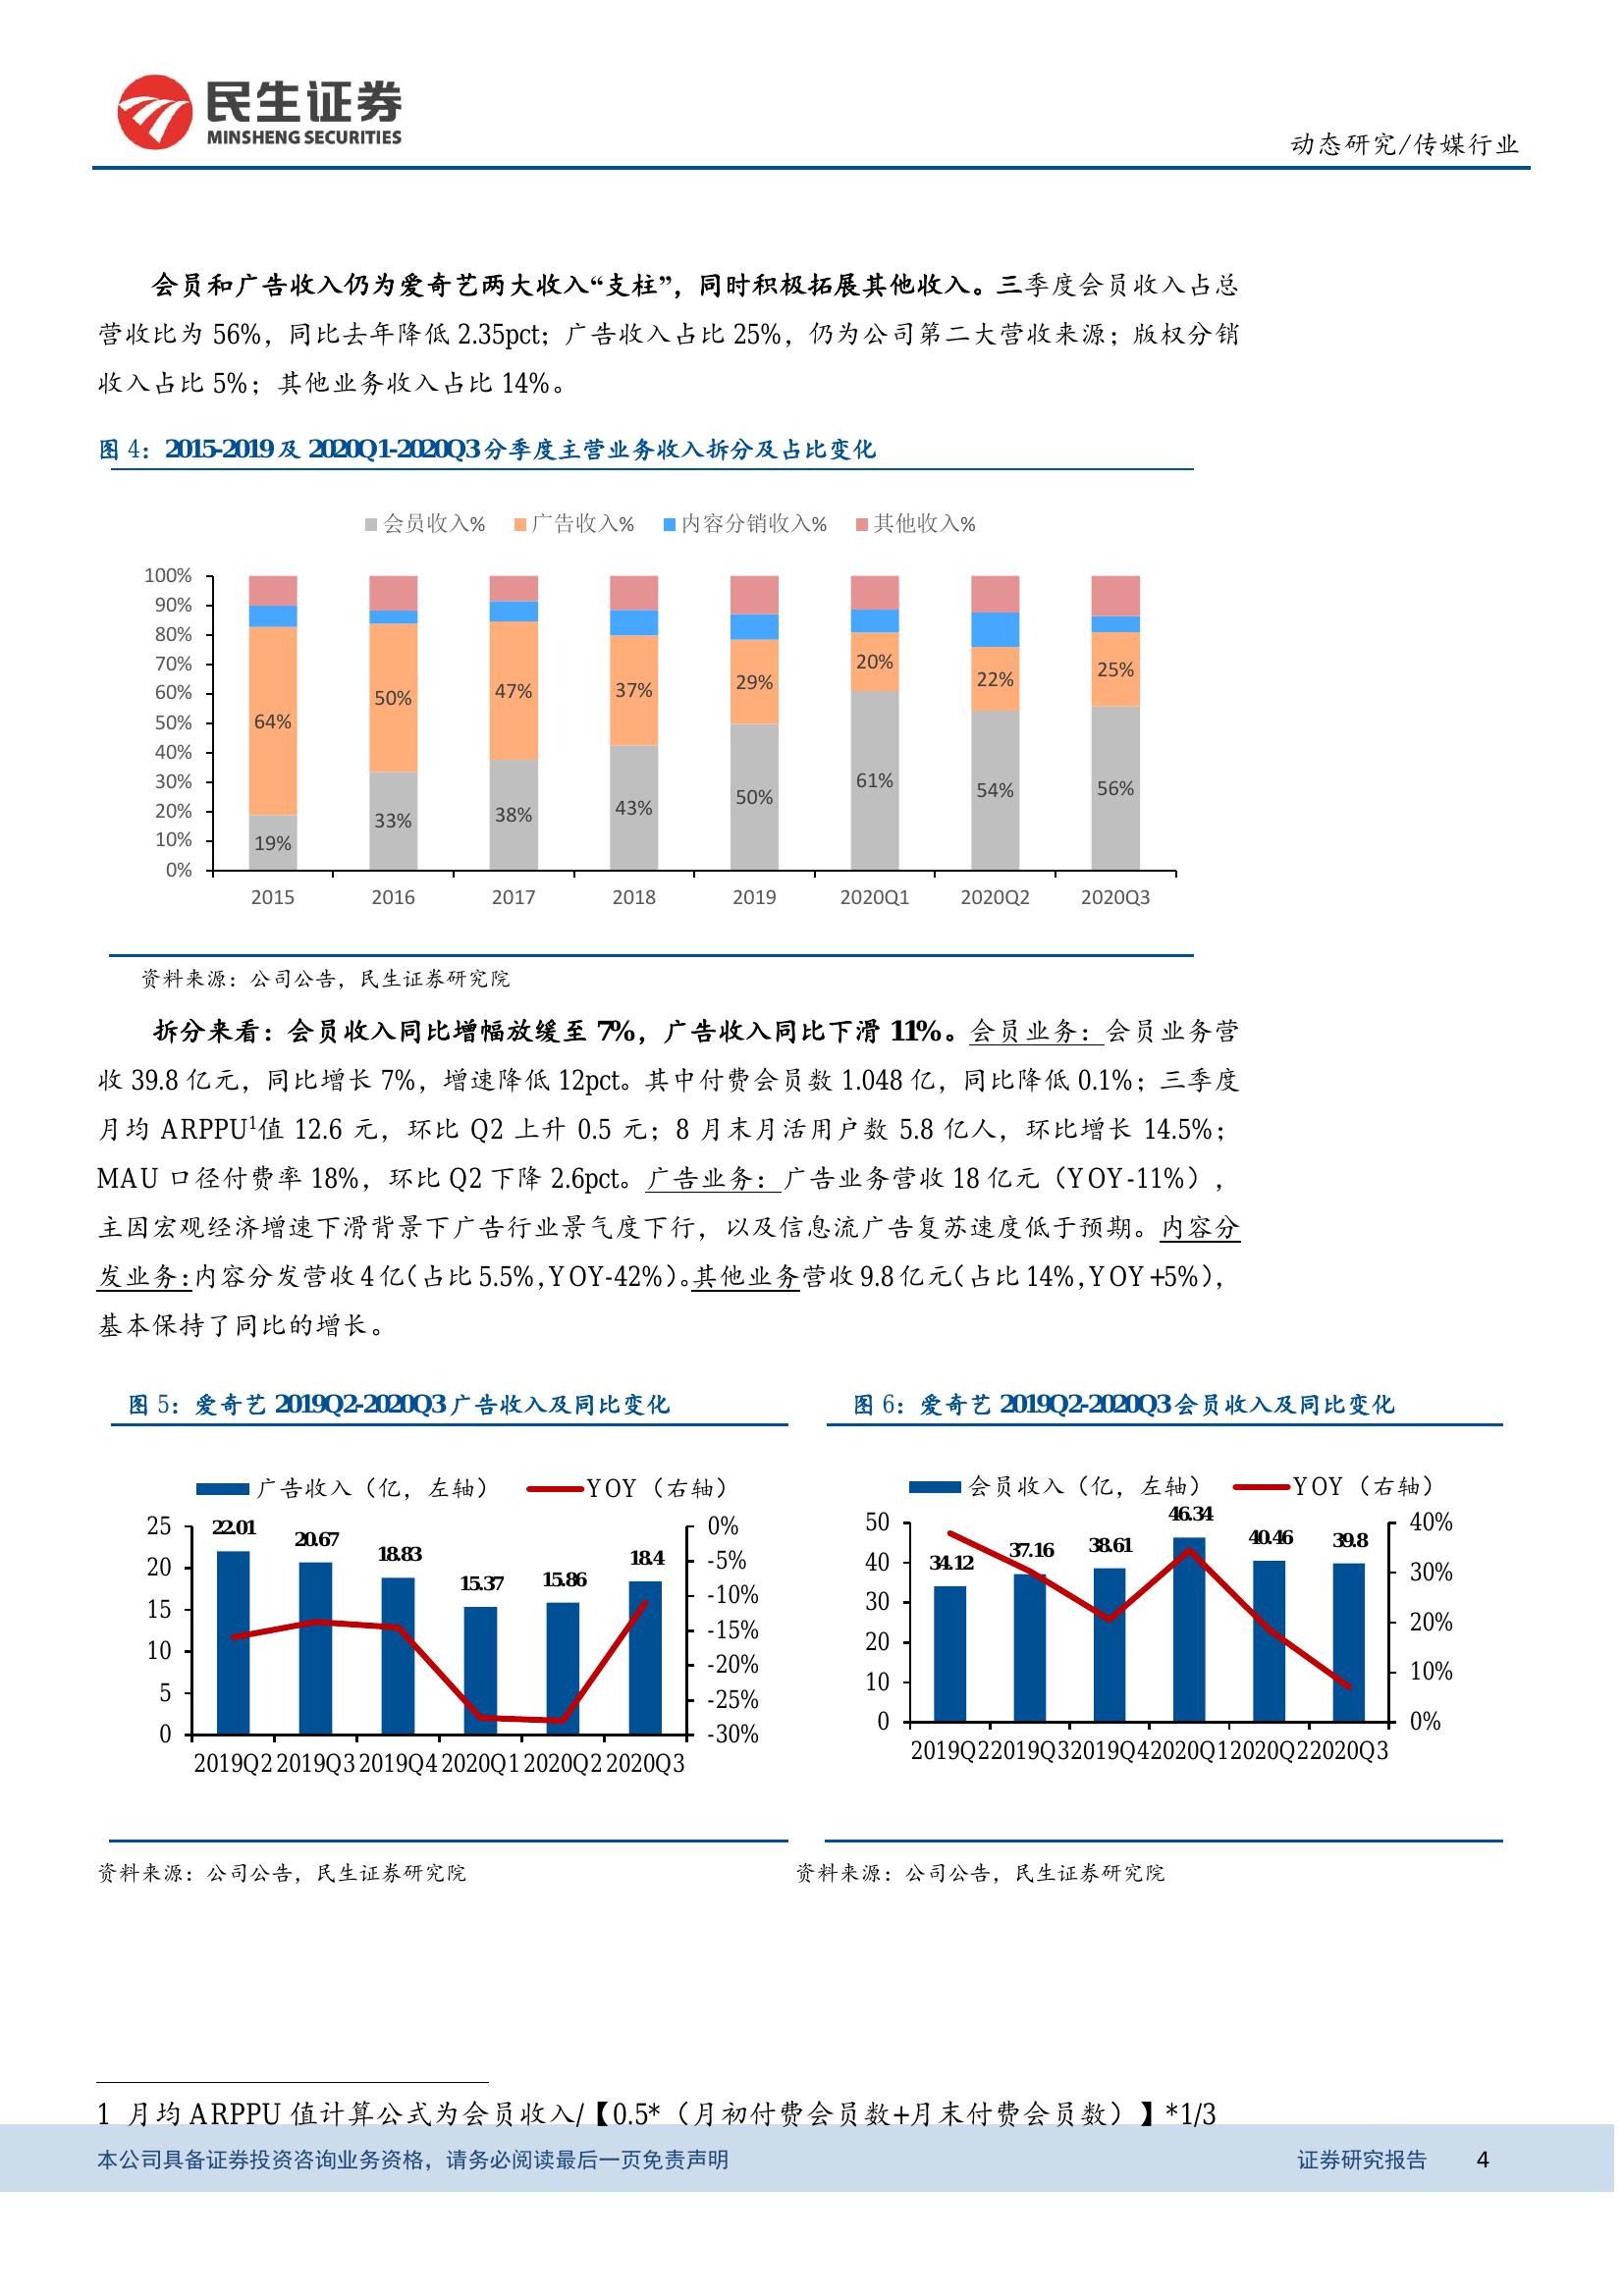 民生证券
MINSHENG SECURITIES
动态研究/传媒行业
会员和广告收入仍为爱奇艺两大收入“支柱”，同时积极拓展其他收入。三季度会员收入占总
营收比为 56%，同比去年降低 2.35pct；广告收入占比 25%，仍为公司第二大营收来源；版权分销
收入占比 5%；其他业务收入占比 14%。
图 4：2015-2019 及 2020Q1-2020Q3 分季度主营业务收入拆分及占比变化
会员收入% 广告收入% 内容分销收入% 其他收入%
100%
90%
80%
70%
60%
50%
40%
30%
20%
10%
0%
64% 50% 47% 37% 29% 20% 22% 25%
19% 33% 38% 43% 50% 61% 54% 56%
2015 2016 2017 2018 2019 2020Q1 2020Q2 2020Q3
资料来源：公司公告，民生证券研究院
拆分来看：会员收入同比增幅放缓至 7%，广告收入同比下滑 11%。会员业务：会员业务营
收 39.8 亿元，同比增长 7%，增速降低 12pct。其中付费会员数 1.048 亿，同比降低 0.1%；三季度
月均 ARPPU1值 12.6 元，环比 Q2 上升 0.5 元；8 月末月活用户数 5.8 亿人，环比增长 14.5%；
MAU 口径付费率 18%，环比 Q2 下降 2.6pct。广告业务：广告业务营收 18 亿元（YOY-11%），
主因宏观经济增速下滑背景下广告行业景气度下行，以及信息流广告复苏速度低于预期。内容分
发业务：内容分发营收 4 亿（占比 5.5%，YOY-42%）。其他业务营收 9.8 亿元（占比 14%，YOY+5%），
基本保持了同比的增长。
图 5：爱奇艺 2019Q2-2020Q3 广告收入及同比变化
广告收入（亿，左轴） YOY（右轴）
25
20
15
10
5
0
22.01 20.67 18.83 15.37 15.86 18.4
0%
-5%
-10%
-15%
-20%
-25%
-30%
2019Q2 2019Q3 2019Q4 2020Q1 2020Q2 2020Q3
资料来源：公司公告，民生证券研究院
图 6：爱奇艺 2019Q2-2020Q3 会员收入及同比变化
会员收入（亿，左轴） YOY（右轴）
50
40
30
20
10
0
34.12 37.16 38.61 46.34 40.46 39.8
40%
30%
20%
10%
0%
2019Q2 2019Q3 2019Q4 2020Q1 2020Q2 2020Q3
资料来源：公司公告，民生证券研究院
1 月均 ARPPU 值计算公式为会员收入/【0.5*（月初付费会员数+月末付费会员数）】*1/3
本公司具备证券投资咨询业务资格，请务必阅读最后一页免责声明 证券研究报告 4